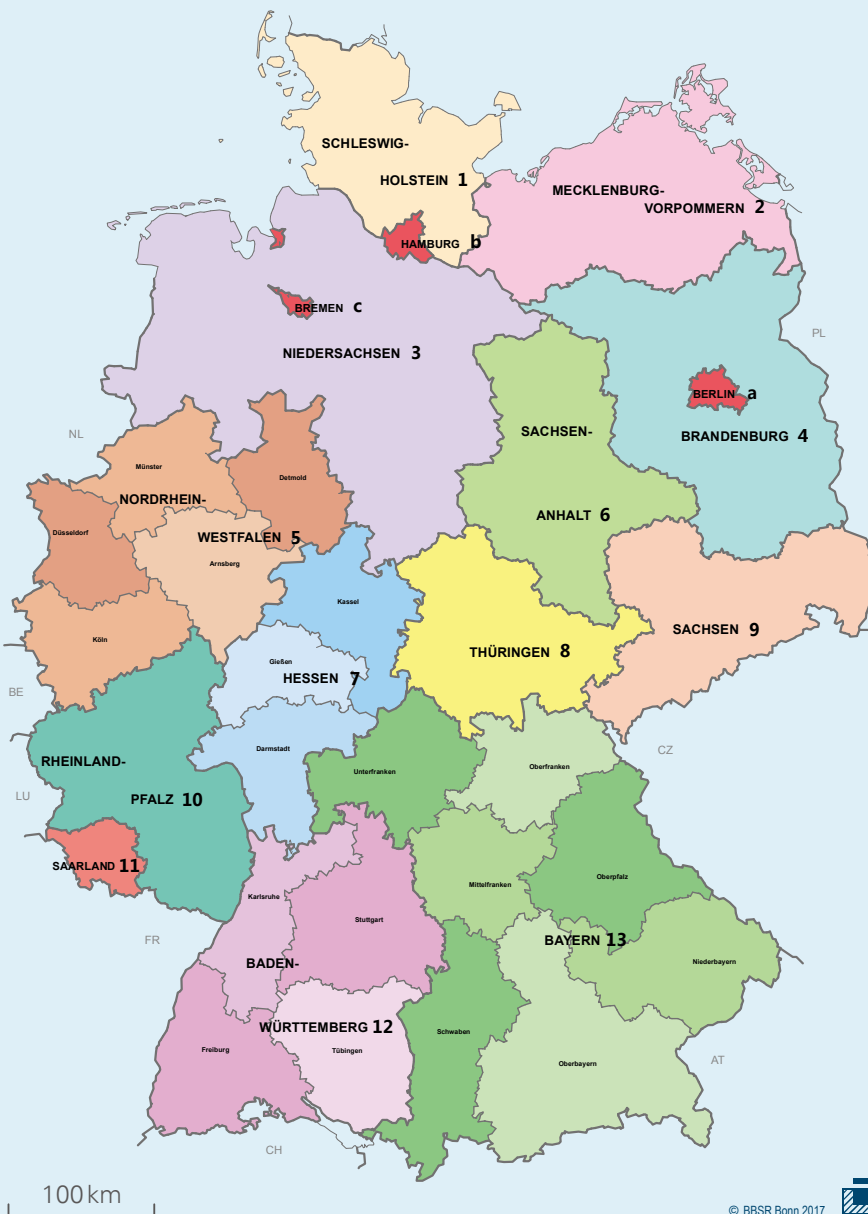 SCHLESWIG-
HOLSTEIN 1
MECKLENBURG-
VORPOMMERN 2
HAMBURG b
BREMEN c
NIEDERSACHSEN 3
PL
BERLIN a
SACHSEN-
NL
BRANDENBURG 4
Münster
Detmold
NORDRHEIN-
ANHALT 6
Düsseldorf
WESTFALEN 5
Arnsberg
Kassel
SACHSEN 9
Köln
THÜRINGEN 8
Gießen
HESSEN 7
BE
CZ
Darmstadt
RHEINLAND-
Oberfranken
Unterfranken
LU
PFALZ 10
SAARLAND 11
Oberpfalz
Mittelfranken
Karlsruhe
Stuttgart
FR
BAYERN 13
BADEN-
Niederbayern
WÜRTTEMBERG 12
Schwaben
Freiburg
Tübingen
AT
Oberbayern
CH
100 km
© BBSR Bonn 2017